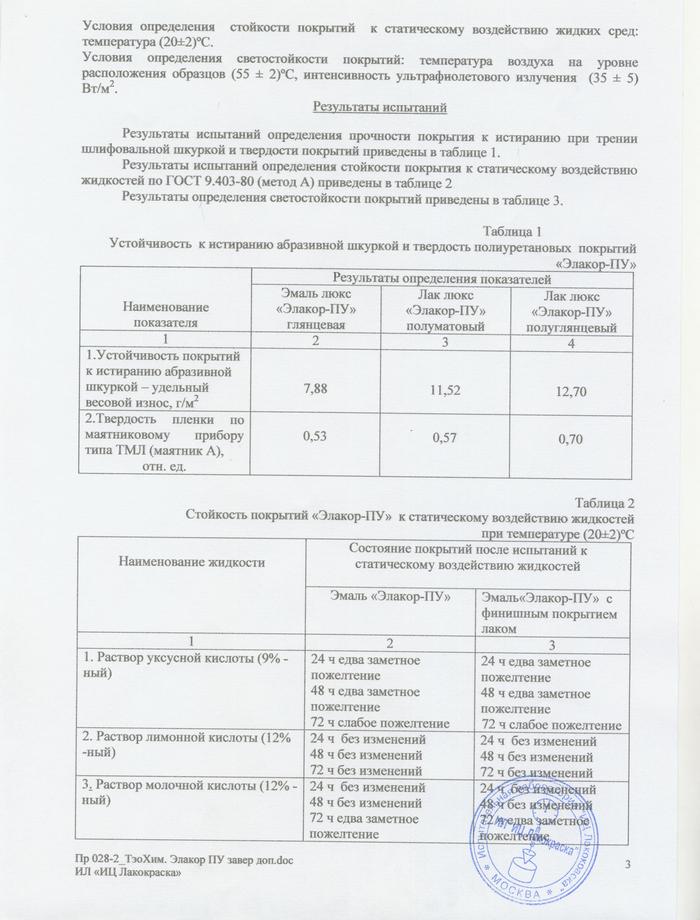 Условия определения стойкости покрытий к статическому воздействию жидких сред:
температура (20±2)ºС.
Условия определения светостойкости покрытий: температура воздуха на уровне
расположения образцов (55 ± 2)ºС, интенсивность ультрафиолетового излучения (35 ± 5)
Вт/м².
Результаты испытаний
Результаты испытаний определения прочности покрытия к истиранию при трении
шлифовальной шкуркой и твердости покрытий приведены в таблице 1.
Результаты испытаний определения стойкости покрытия к статическому воздействию
жидкостей по ГОСТ 9.403-80 (метод А) приведены в таблице 2
Результаты определения светостойкости покрытий приведены в таблице 3.
Таблица 1
Устойчивость к истиранию абразивной шкуркой и твердость полиуретановых покрытий
«Элакор-ПУ»
Наименование
показателя
Результаты определения показателей
Эмаль люкс
«Элакор-ПУ»
глянцевая
Лак люкс
«Элакор-ПУ»
полуматовый
Лак люкс
«Элакор-ПУ»
полуглянцевый
1 2 3 4
1.Устойчивость покрытий
к истиранию абразивной
шкуркой – удельный
весовой износ, г/м²
7,88 11,52 12,70
2.Твердость пленки по
маятниковому прибору
типа ТМЛ (маятник А),
отн. ед.
0,53 0,57 0,70
Таблица 2
Стойкость покрытий «Элакор-ПУ» к статическому воздействию жидкостей
при температуре (20±2)ºС
Наименование жидкости
Состояние покрытий после испытаний к
статическому воздействию жидкостей
Эмаль «Элакор-ПУ»
Эмаль«Элакор-ПУ» с
финишным покрытием
лаком
1 2 3
1. Раствор уксусной кислоты (9% -
ный)
24 ч едва заметное
пожелтение
48 ч едва заметное
пожелтение
72 ч слабое пожелтение
24 ч едва заметное
пожелтение
48 ч едва заметное
пожелтение
72 ч слабое пожелтение
2. Раствор лимонной кислоты (12%
-ный)
24 ч без изменений
48 ч без изменений
72 ч без изменений
24 ч без изменений
48 ч без изменений
72 ч без изменений
3. Раствор молочной кислоты (12% -
ный)
24 ч без изменений
48 ч без изменений
72 ч едва заметное
пожелтение
24 ч без изменений
48 ч без изменений
72 ч едва заметное
пожелтение
Пр 028-2_ТэоХим. Элакор ПУ завер доп.doc
ИЛ «ИЦ Лакокраска»
3
ИЛ "ИЦ Лакокраска"
МОСКВА